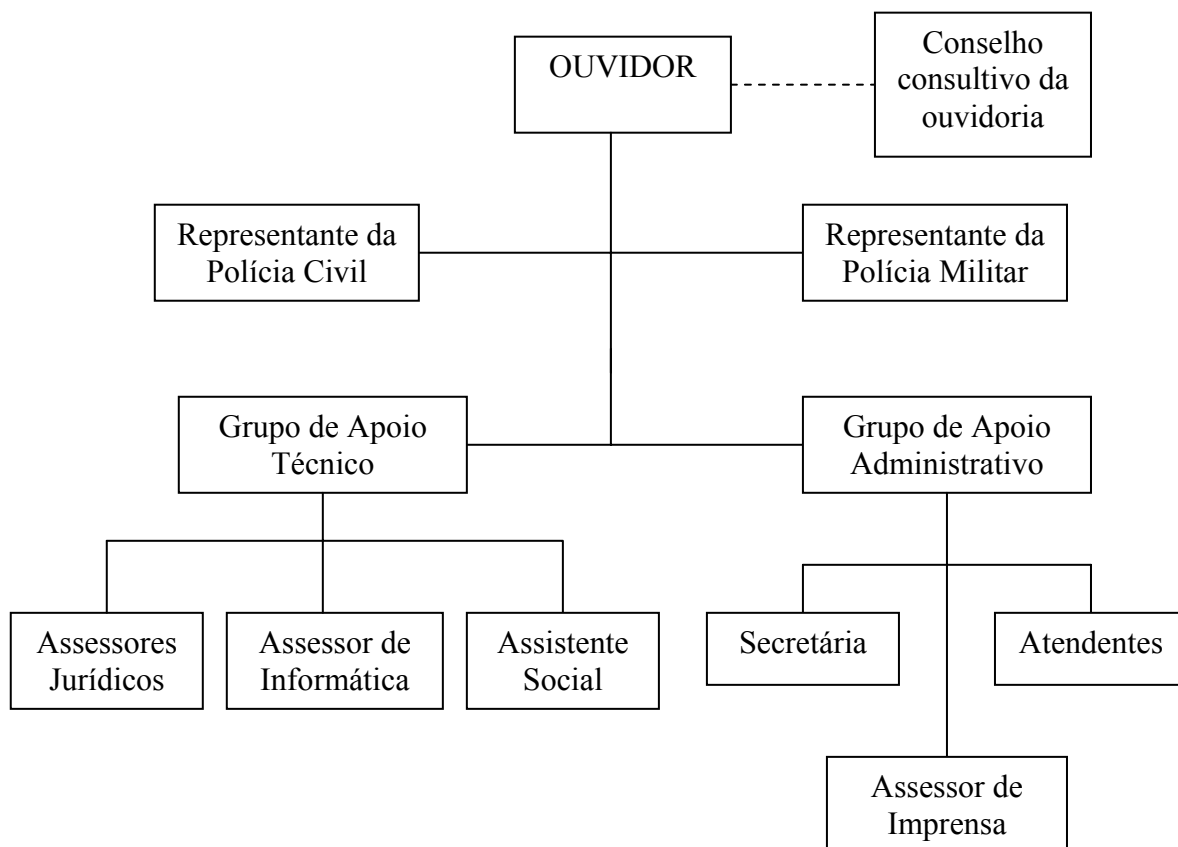 OUVIDOR
Conselho
consultivo da
ouvidoria
Representante da
Polícia Civil
Representante da
Polícia Militar
Grupo de Apoio
Técnico
Grupo de Apoio
Administrativo
Assessores
Jurídicos
Assessor de
Informática
Assistente
Social
Secretária
Atendentes
Assessor de
Imprensa